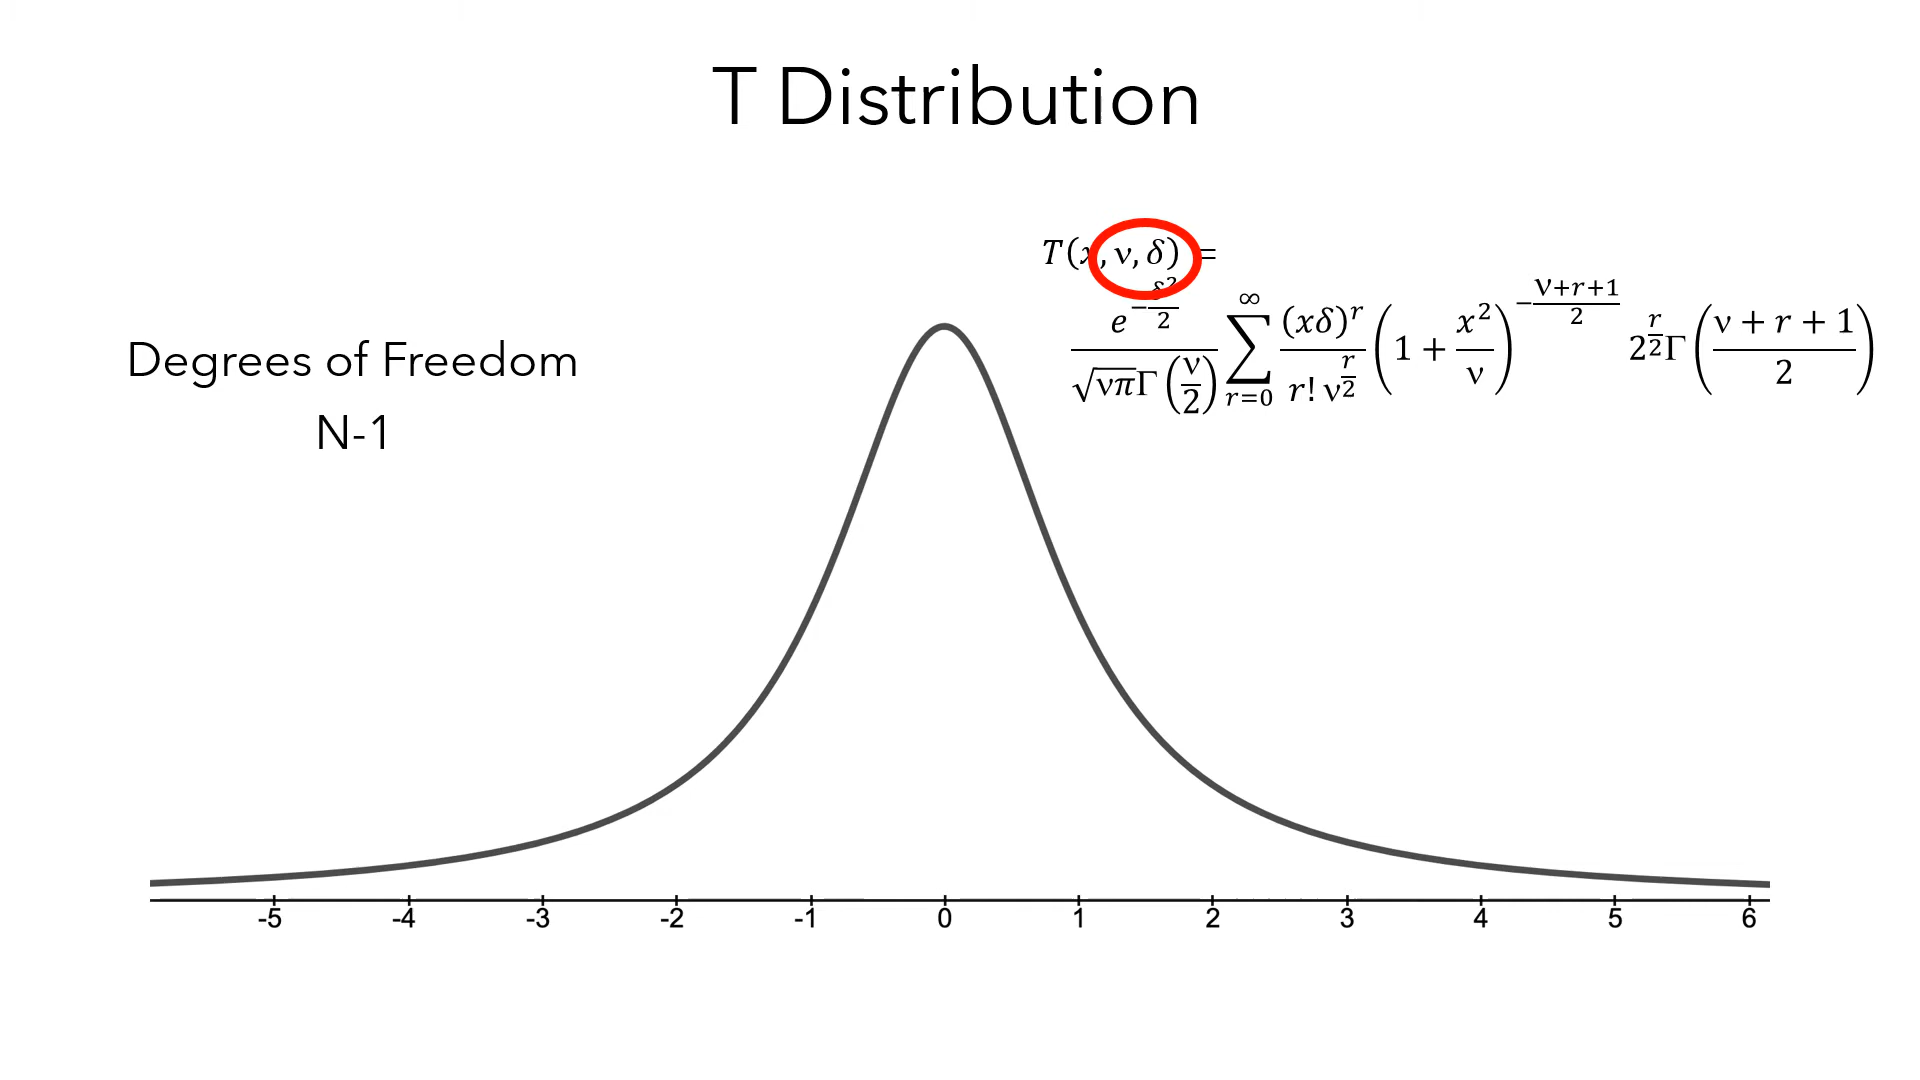 T Distribution
T(x, ν, δ) =
e^{-δ²/2} / (√(νπ)Γ(ν/2)) ∑_{r=0}^{∞} (xδ)^r / (r! ν^{r/2}) (1 + x²/ν)^{-(ν+r+1)/2} 2^{r/2}Γ((ν + r + 1)/2)
Degrees of Freedom
N-1
-5 -4 -3 -2 -1 0 1 2 3 4 5 6